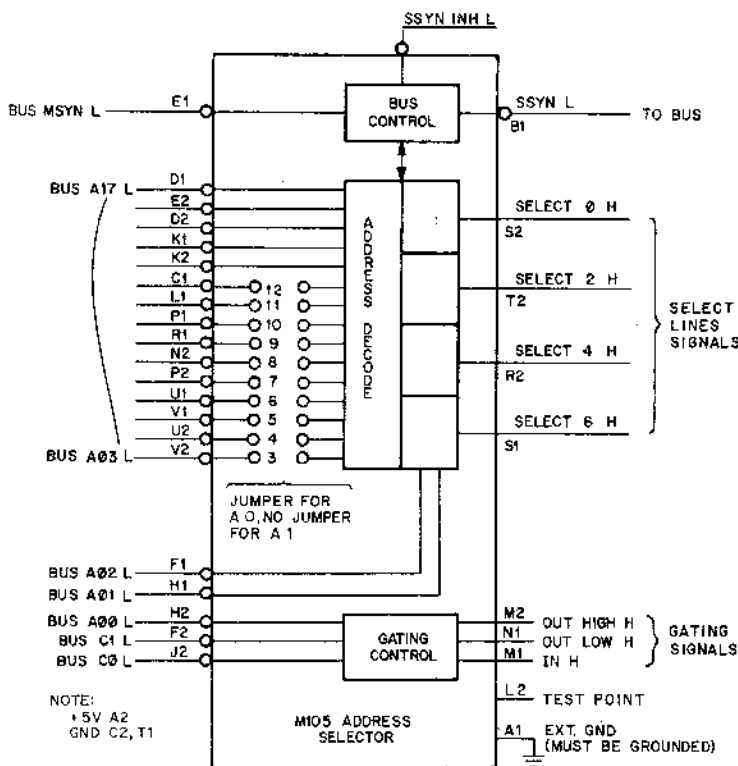 SSYN INH L
BUS MSYN L
E1
BUS
CONTROL
SSYN L
B1
TO BUS
BUS A17 L
D1
E2
D2
K1
K2
C1
L1
P1
R1
N2
P2
U1
V1
U2
V2
BUS A03 L
12
11
10
9
8
7
6
5
4
3
ADDRESS DECODE
SELECT 0 H
S2
SELECT 2 H
T2
SELECT 4 H
R2
SELECT 6 H
S1
SELECT
LINES
SIGNALS
JUMPER FOR
A 0, NO JUMPER
FOR A 1
BUS A02 L
F1
BUS A01 L
H1
BUS A00 L
H2
BUS C1 L
F2
BUS C0 L
J2
GATING
CONTROL
M2
OUT HIGH H
N1
OUT LOW H
M1
IN H
GATING
SIGNALS
L2
TEST POINT
A1
EXT. GND
(MUST BE GROUNDED)
NOTE:
+5V A2
GND C2, T1
M105 ADDRESS
SELECTOR